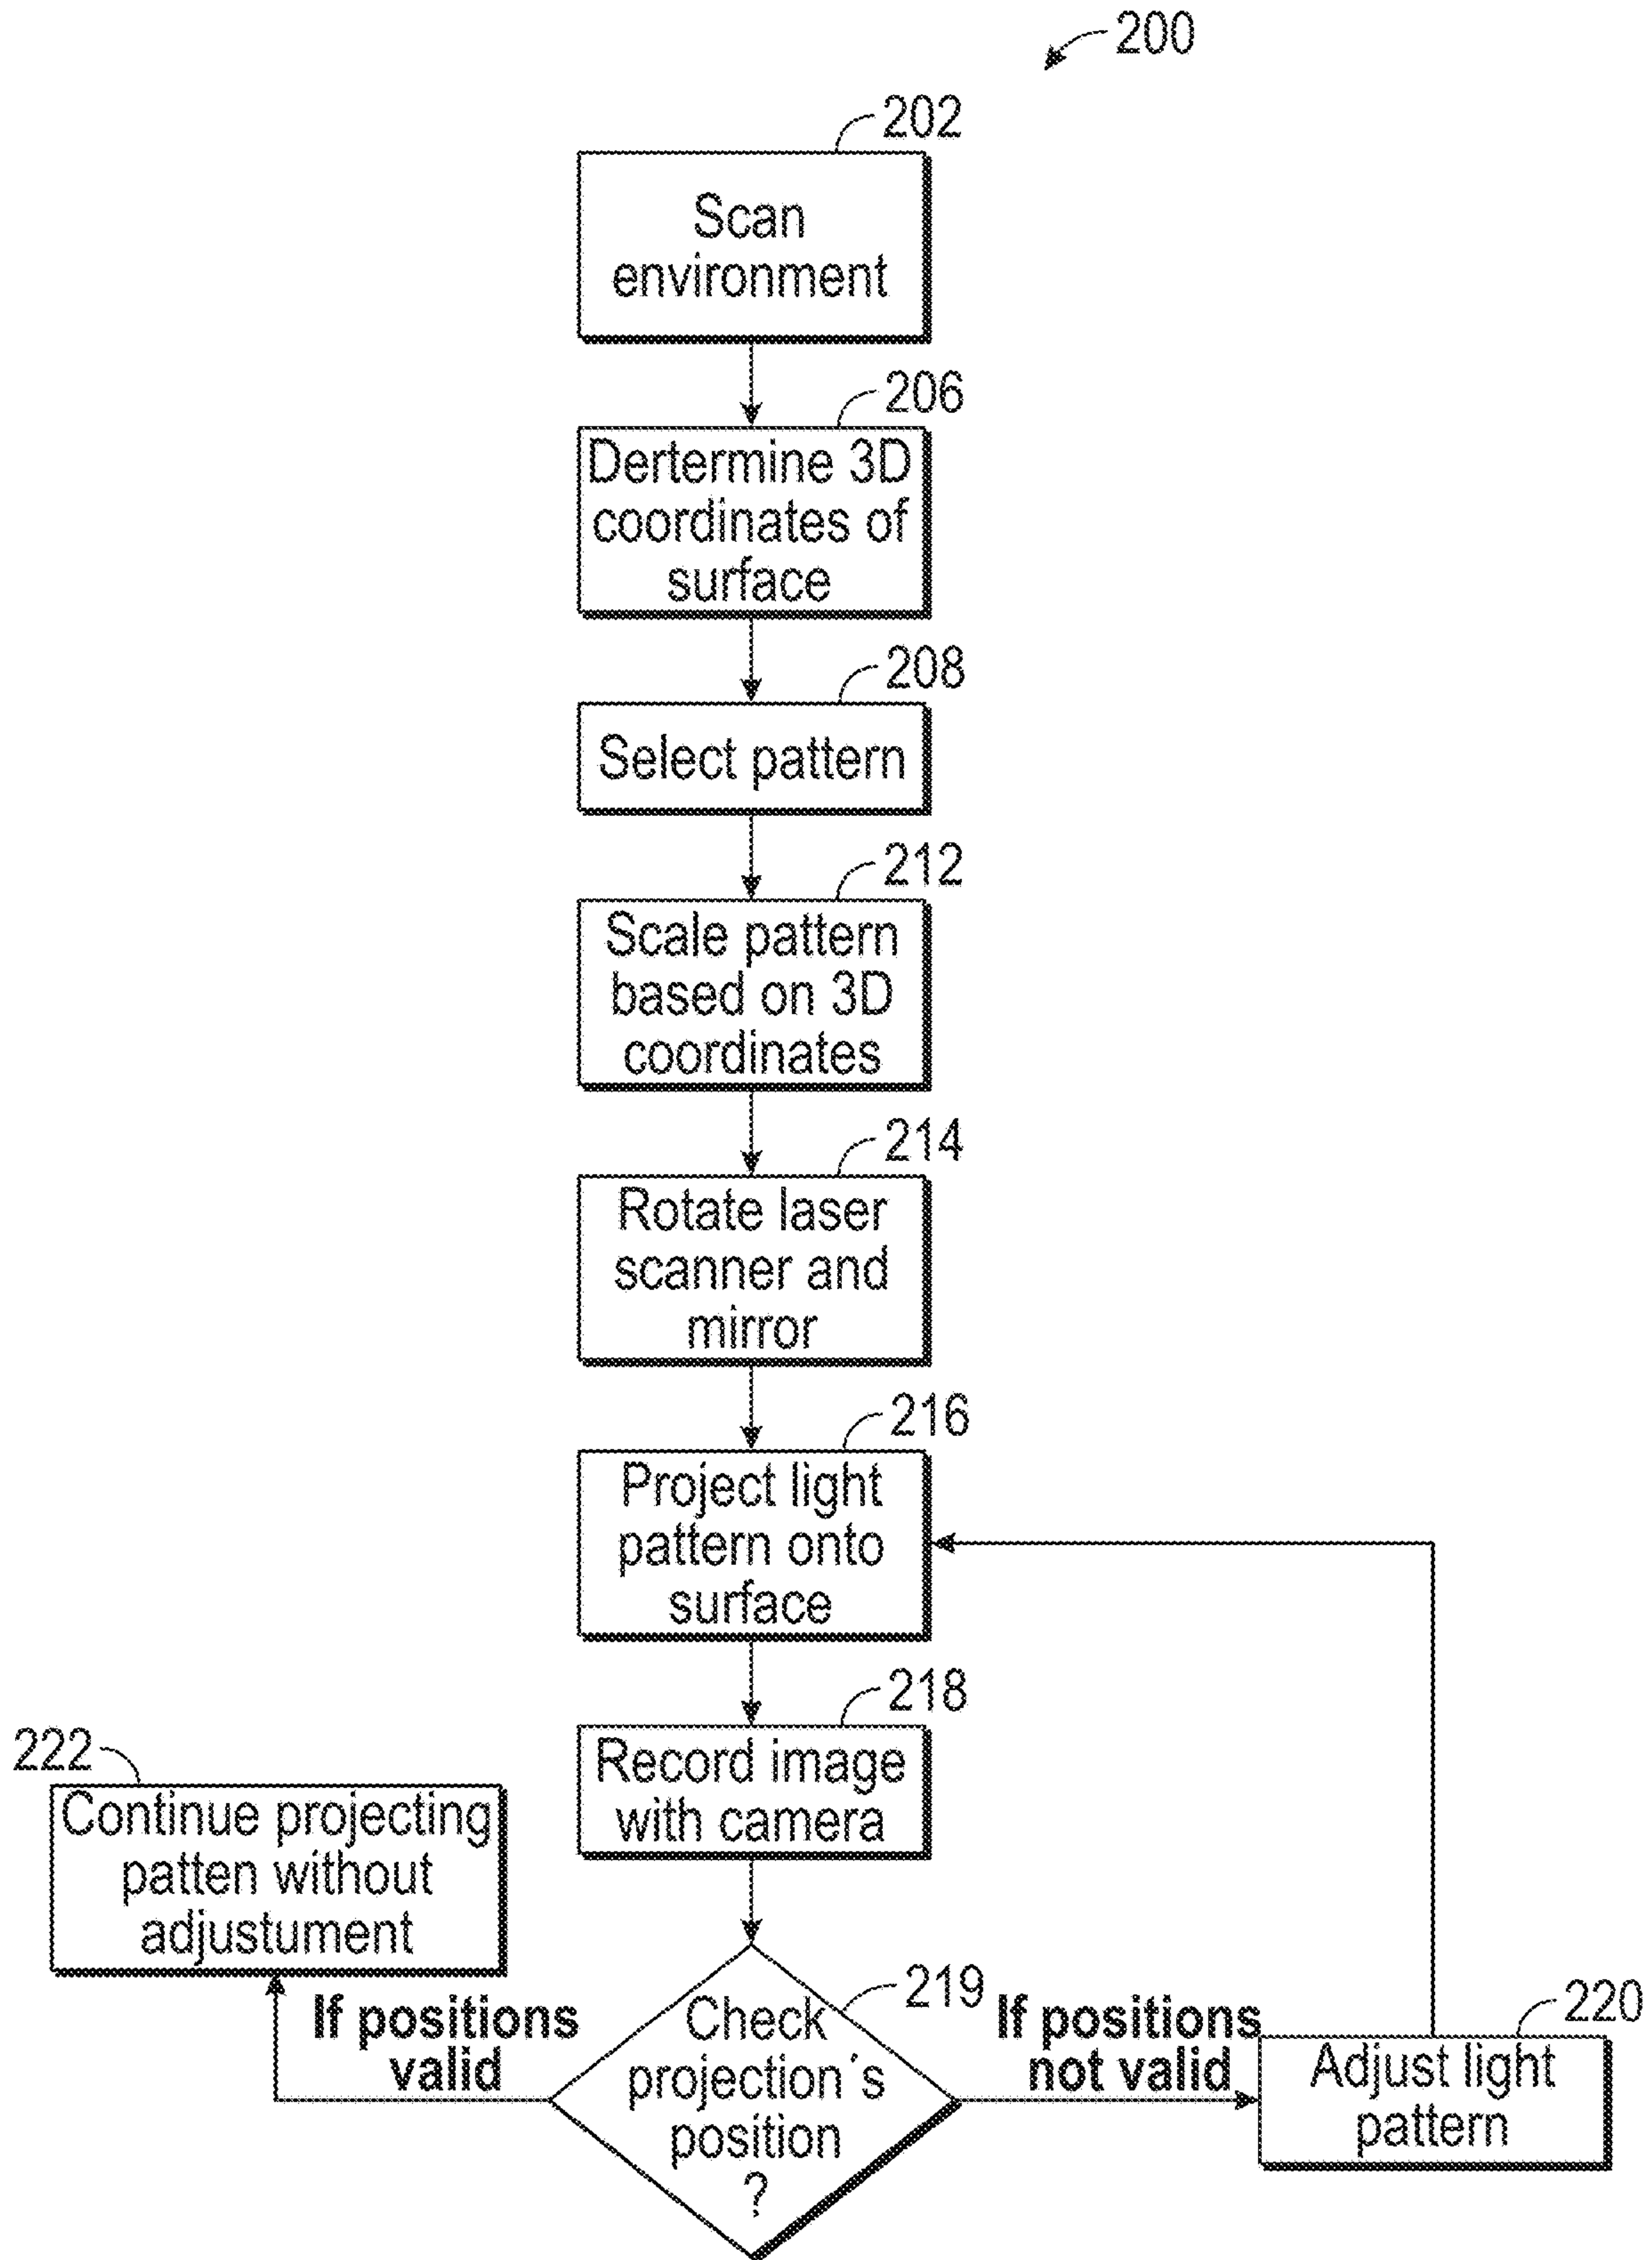 200
202
Scan
environment
206
Dertermine 3D
coordinates of
surface
208
Select pattern
212
Scale pattern
based on 3D
coordinates
214
Rotate laser
scanner and
mirror
216
Project light
pattern onto
surface
218
Record image
with camera
222
Continue projecting
patten without
adjustument
219
Check
projection´s
position
?
If positions
valid
If positions
not valid
220
Adjust light
pattern